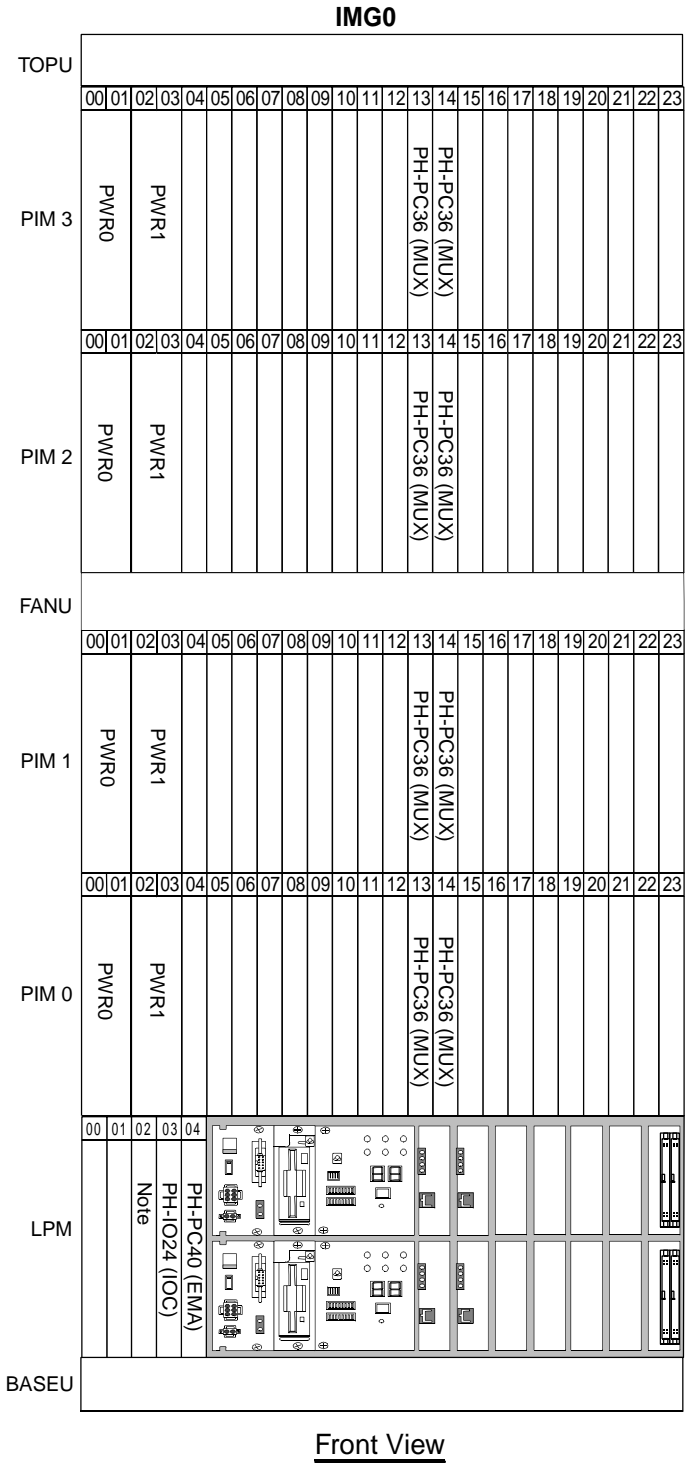 IMG0
TOPU
00 01 02 03 04 05 06 07 08 09 10 11 12 13 14 15 16 17 18 19 20 21 22 23
PIM 3
PWR0
PWR1
PH-PC36 (MUX)
PH-PC36 (MUX)
00 01 02 03 04 05 06 07 08 09 10 11 12 13 14 15 16 17 18 19 20 21 22 23
PIM 2
PWR0
PWR1
PH-PC36 (MUX)
PH-PC36 (MUX)
FANU
00 01 02 03 04 05 06 07 08 09 10 11 12 13 14 15 16 17 18 19 20 21 22 23
PIM 1
PWR0
PWR1
PH-PC36 (MUX)
PH-PC36 (MUX)
00 01 02 03 04 05 06 07 08 09 10 11 12 13 14 15 16 17 18 19 20 21 22 23
PIM 0
PWR0
PWR1
PH-PC36 (MUX)
PH-PC36 (MUX)
00 01 02 03 04
LPM
Note
PH-IO24 (IOC)
PH-PC40 (EMA)
BASEU
Front View